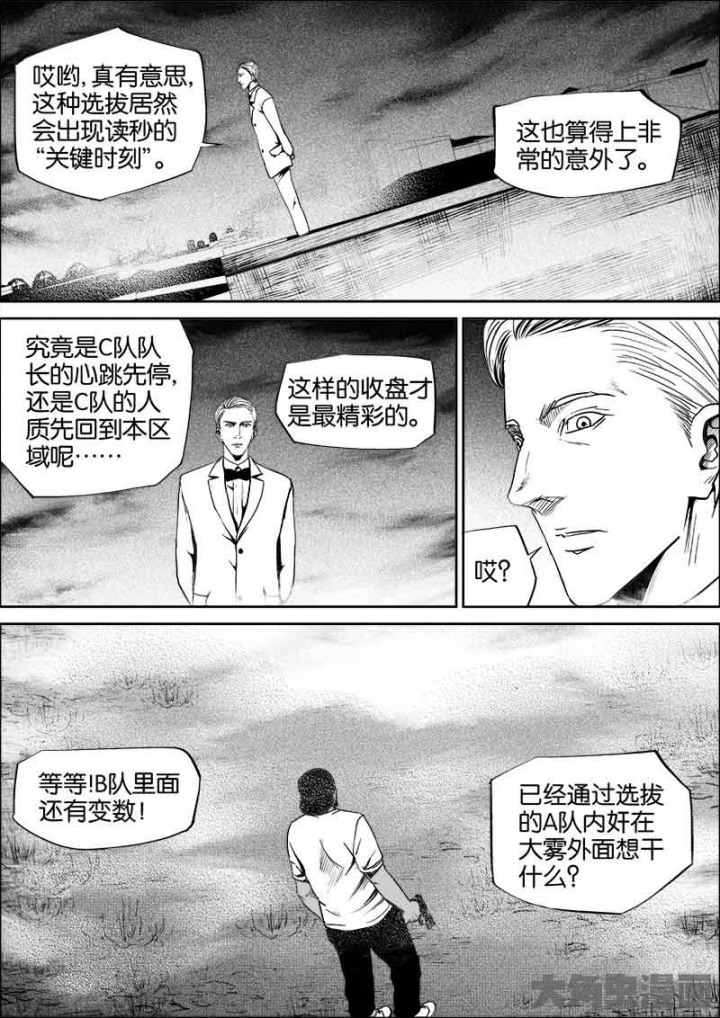 哎哟，真有意思，
这种选拔居然
会出现读秒的
“关键时刻”。
这也算得上非
常的意外了。
究竟是C队队
长的心跳先停，
还是C队的人
质先回到本区
域呢……
这样的收盘才
是最精彩的。
哎？
等等！B队里面
还有变数！
已经通过选拔
的A队内奸在
大雾外面想干
什么？
大角虫漫画